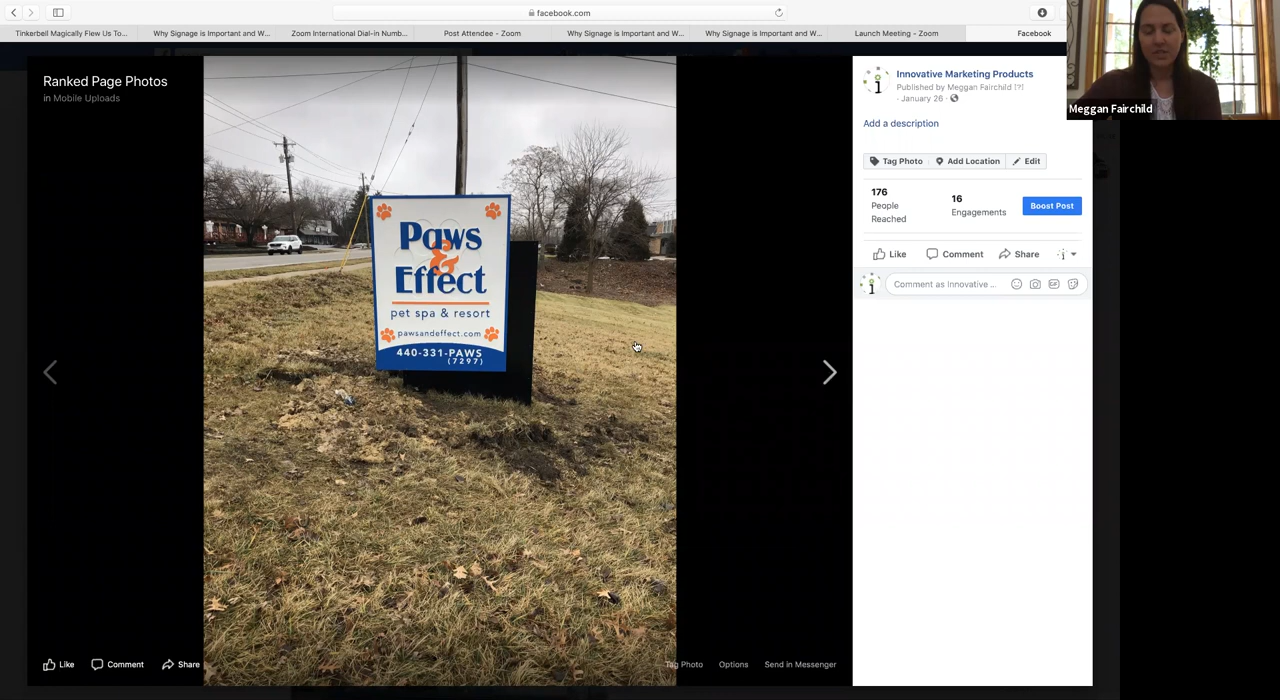 facebook.com
Tinkerbell Magically Flew Us To...
Why Signage is Important and W...
Zoom International Dial-in Numb...
Post Attendee - Zoom
Why Signage is Important and W...
Why Signage is Important and W...
Launch Meeting - Zoom
Facebook
Ranked Page Photos
in Mobile Uploads
Paws
&
Effect
pet spa & resort
pawsandeffect.com
440-331-PAWS
(7297)
Like
Comment
Share
Tag Photo
Options
Send in Messenger
Innovative Marketing Products
Published by Meggan Fairchild [?]
· January 26 ·
Add a description
Tag Photo
Add Location
Edit
176
People
Reached
16
Engagements
Boost Post
Like
Comment
Share
Comment as Innovative ...
GIF
Meggan Fairchild